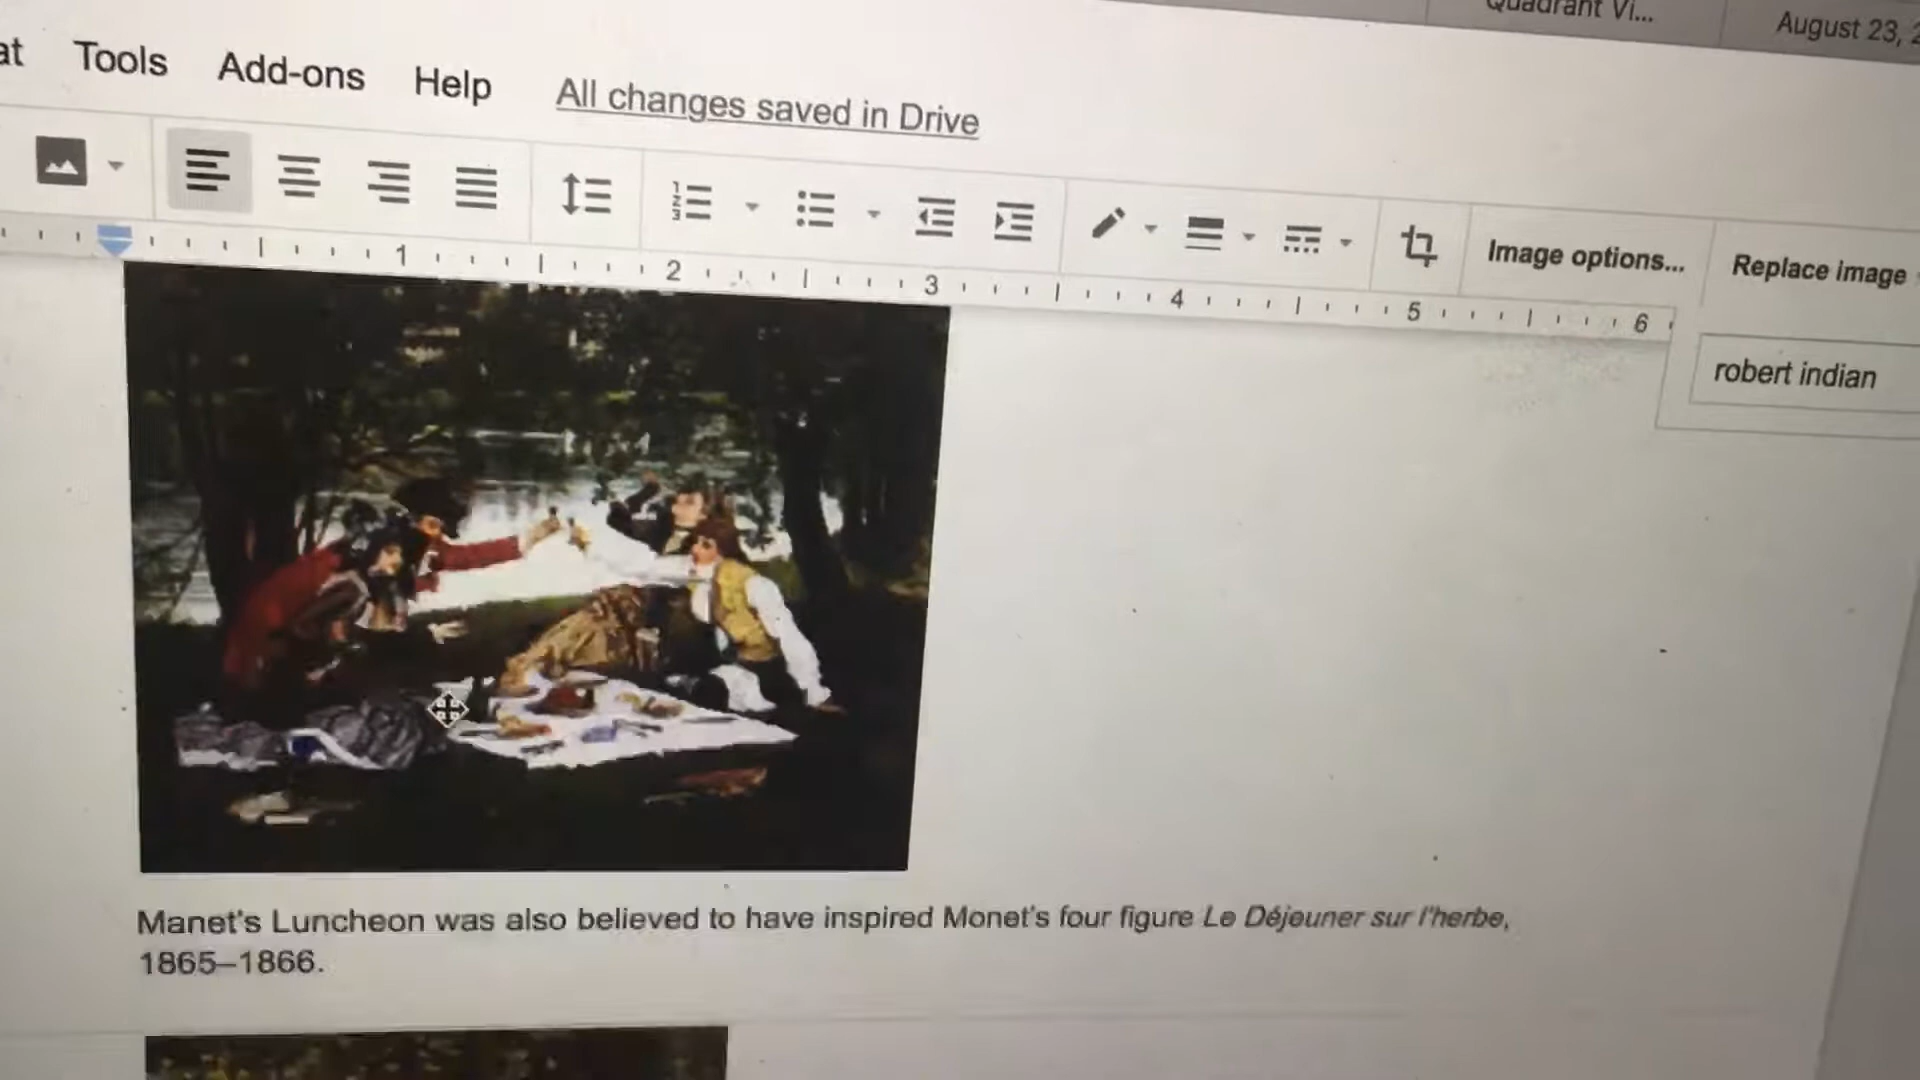 Quadrant Vi...
August 23, 2
at Tools Add-ons Help All changes saved in Drive
Image options... Replace image
1 2 3 4 5 6
robert indian
Manet's Luncheon was also believed to have inspired Monet's four figure Le Déjeuner sur l'herbe,
1865–1866.